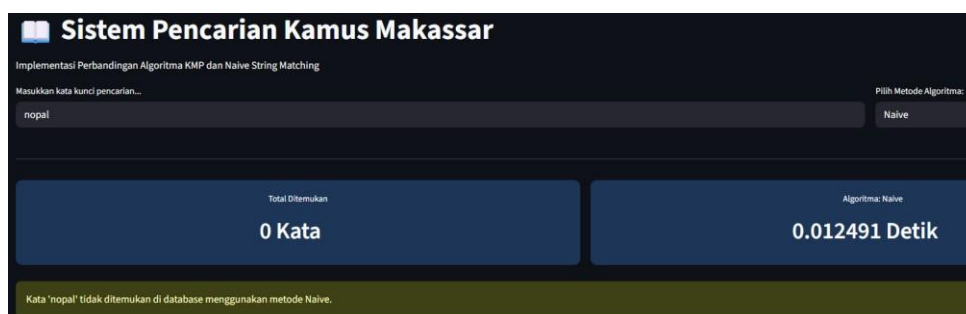 Sistem Pencarian Kamus Makassar
Implementasi Perbandingan Algoritma KMP dan Naive String Matching
Masukkan kata kunci pencarian...
Pilih Metode Algoritma:
nopal
Naive
Total Ditemukan
0 Kata
Algoritma: Naive
0.012491 Detik
Kata 'nopal' tidak ditemukan di database menggunakan metode Naive.